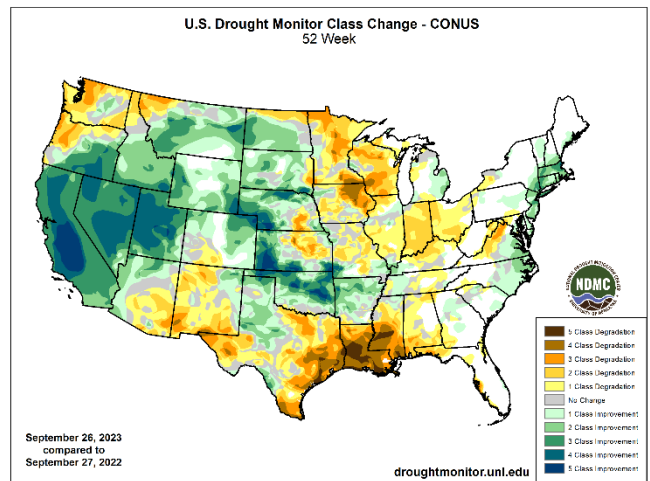 U.S. Drought Monitor Class Change - CONUS
52 Week
NDMC
5 Class Degradation
4 Class Degradation
3 Class Degradation
2 Class Degradation
1 Class Degradation
No Change
1 Class Improvement
2 Class Improvement
3 Class Improvement
4 Class Improvement
5 Class Improvement
September 26, 2023
compared to
September 27, 2022
droughtmonitor.unl.edu